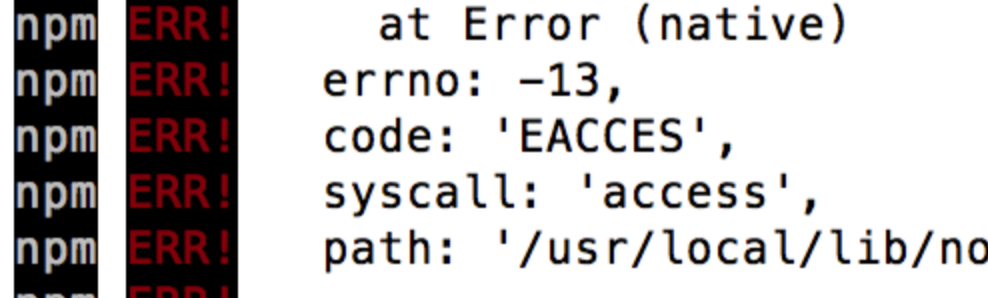 npm ERR! at Error (native)
npm ERR! errno: -13,
npm ERR! code: 'EACCES',
npm ERR! syscall: 'access',
npm ERR! path: '/usr/local/lib/no